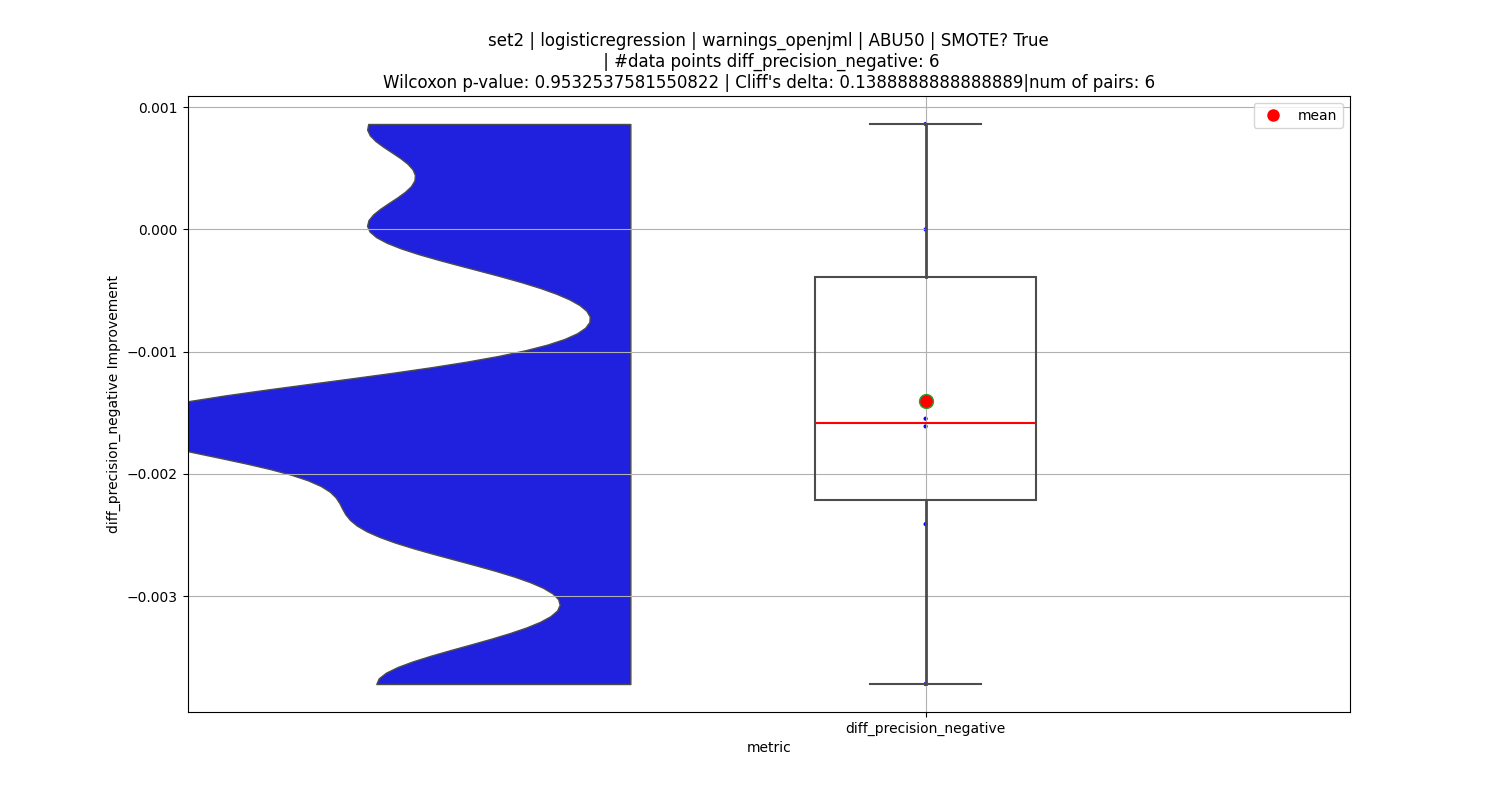 set2 | logisticregression | warnings_openjml | ABU50 | SMOTE? True
| #data points diff_precision_negative: 6
Wilcoxon p-value: 0.9532537581550822 | Cliff's delta: 0.1388888888888889|num of pairs: 6
mean
0.001
0.000
−0.001
−0.002
−0.003
diff_precision_negative Improvement
diff_precision_negative
metric